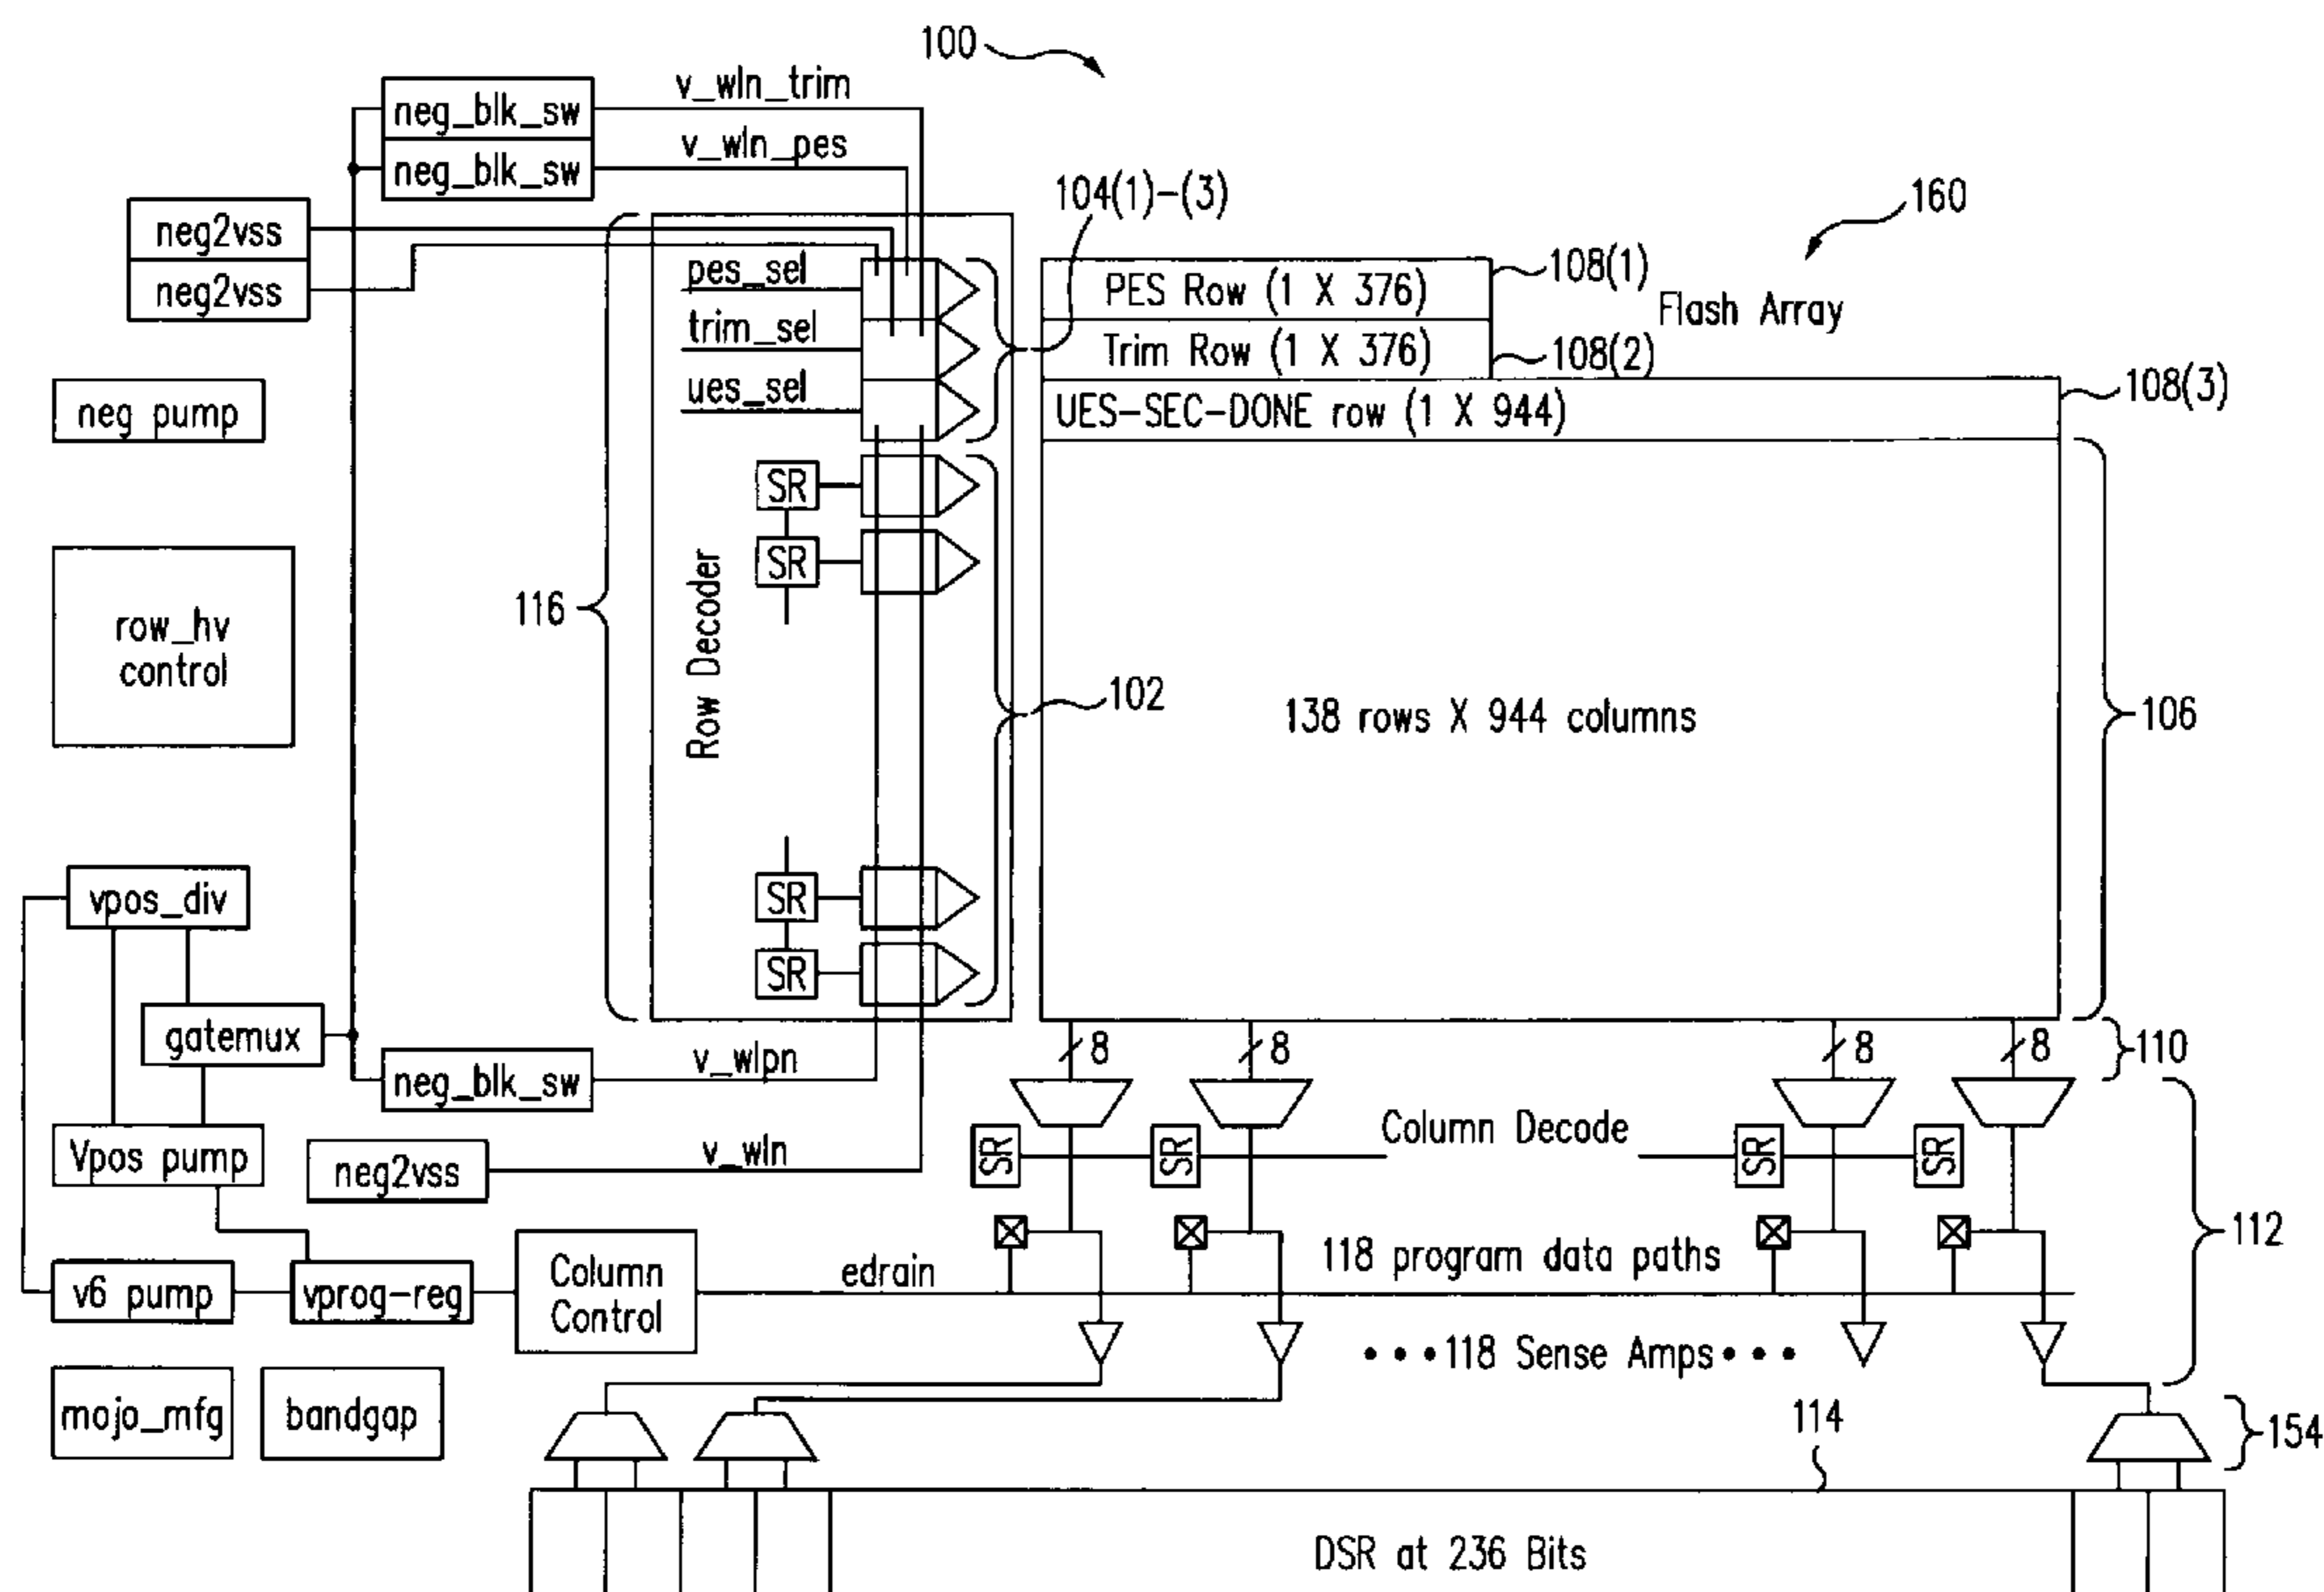 100
v_wln_trim
neg_blk_sw
v_wln_pes
neg_blk_sw
104(1)-(3)
160
neg2vss
neg2vss
pes_sel
PES Row (1 X 376)
108(1)
Flash Array
trim_sel
Trim Row (1 X 376)
108(2)
ues_sel
UES-SEC-DONE row (1 X 944)
108(3)
neg pump
SR
SR
row_hv
control
116
Row Decoder
102
138 rows X 944 columns
106
vpos_div
SR
SR
gatemux
8
8
8
8
110
neg_blk_sw
v_wlpn
Column Decode
SR
SR
SR
SR
Vpos pump
neg2vss
v_wln
112
118 program data paths
v6 pump
vprog-reg
Column
Control
edrain
•••118 Sense Amps•••
mojo_mfg
bandgap
114
154
DSR at 236 Bits